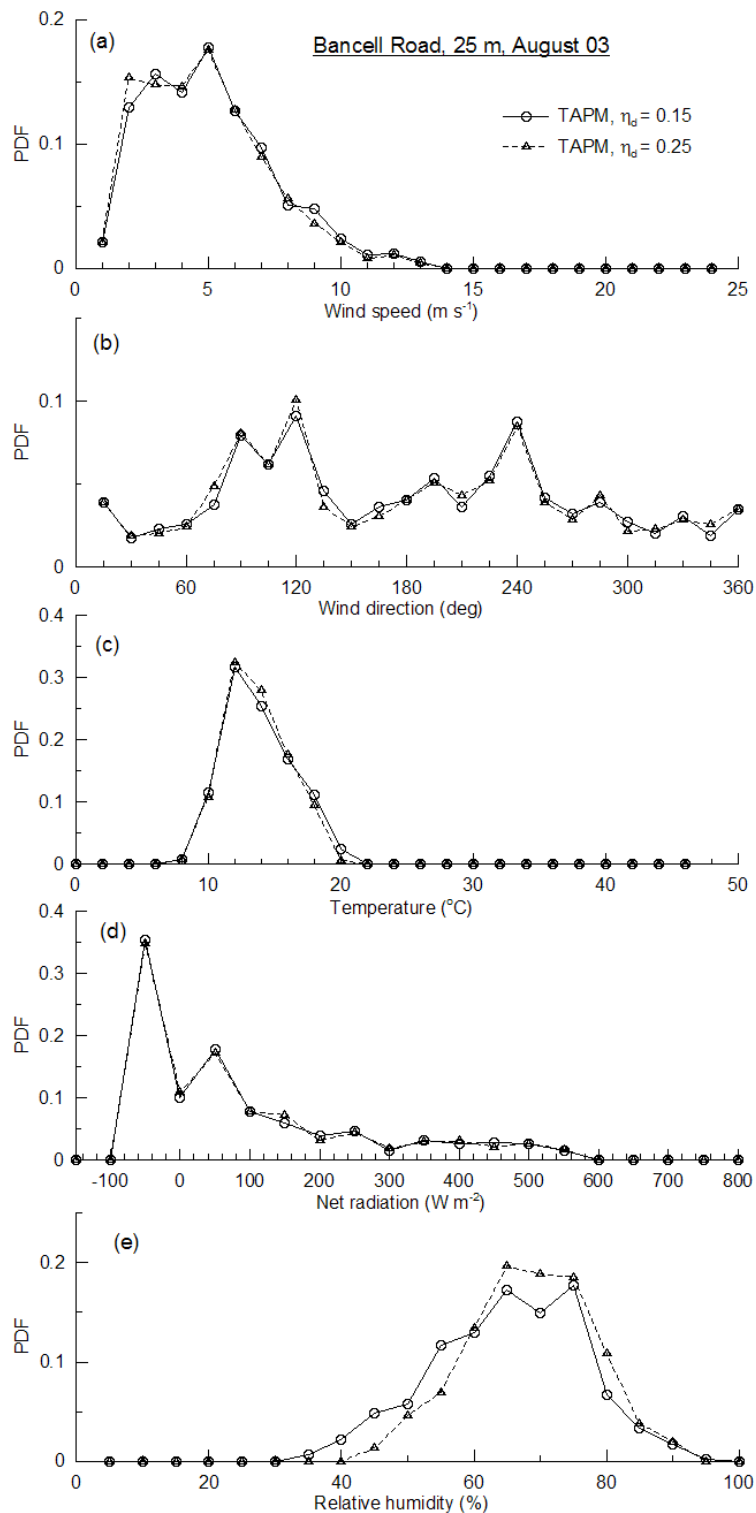 (a)
Bancell Road, 25 m, August 03
TAPM, ηd = 0.15
TAPM, ηd = 0.25
PDF
0.2
0.1
0
0 5 10 15 20 25
Wind speed (m s-1)
(b)
PDF
0.1
0
0 60 120 180 240 300 360
Wind direction (deg)
(c)
PDF
0.4
0.3
0.2
0.1
0
0 10 20 30 40 50
Temperature (oC)
(d)
PDF
0.4
0.3
0.2
0.1
0
-100 0 100 200 300 400 500 600 700 800
Net radiation (W m-2)
(e)
PDF
0.2
0.1
0
0 20 40 60 80 100
Relative humidity (%)